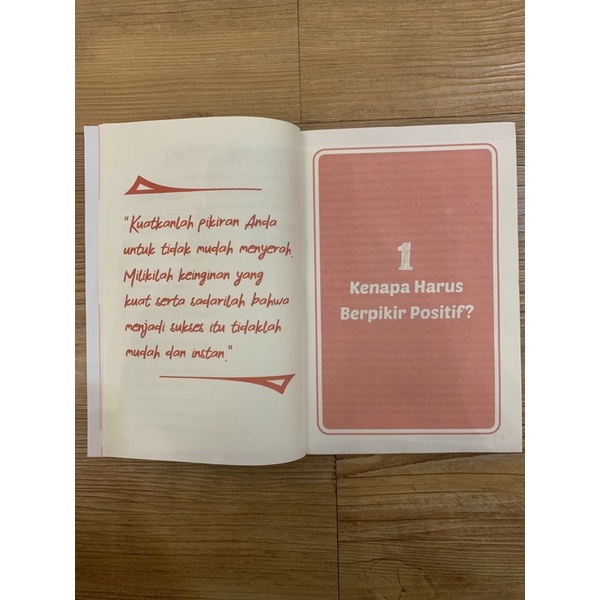 "Kuatkanlah pikiran Anda
untuk tidak mudah menyerah.
Milikilah keinginan yang
kuat serta sadarilah bahwa
menjadi sukses itu tidaklah
mudah dan instan."
1
Kenapa Harus
Berpikir Positif?